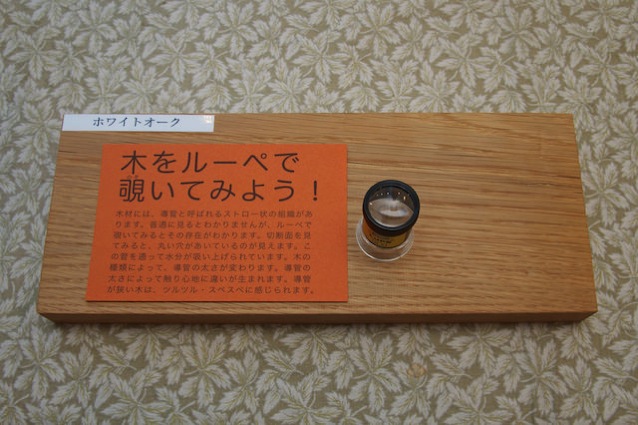 ホワイトオーク
木をルーペで
覗いてみよう！
木材には、導管と呼ばれるストロー状の組織があ
ります。普通に見るとわかりませんが、ルーペで
覗いてみるとその存在がわかります。切断面を見
てみると、丸い穴があいているのが見えます。こ
の管を通って水分が吸い上げられています。木の
種類によって、導管の太さが変わります。導管の
太さによって触り心地に違いが生まれます。導管
が狭い木は、ツルツル・スベスベに感じられます。